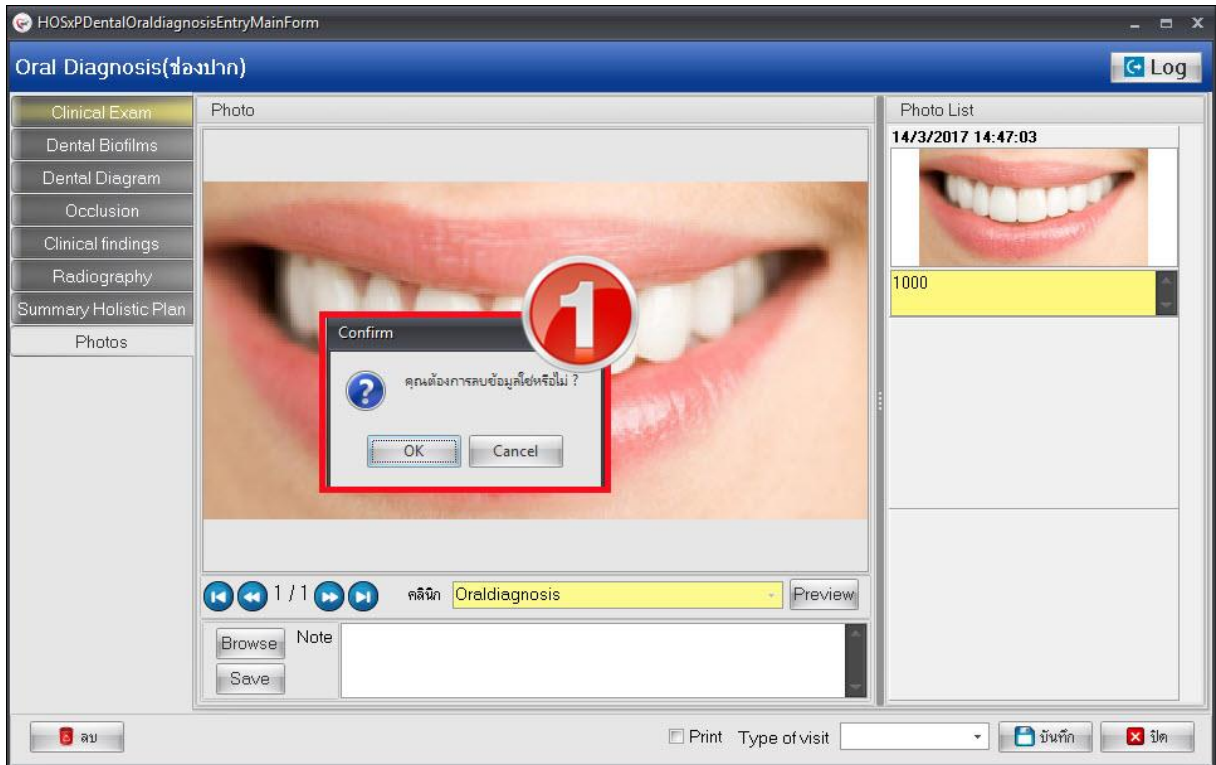 HOSxPDentalOraldiagnosisEntryMainForm
Oral Diagnosis(ช่องปาก)
Log
Clinical Exam
Dental Biofilms
Dental Diagram
Occlusion
Clinical findings
Radiography
Summary Holistic Plan
Photos
Photo
1
Confirm
คุณต้องการลบข้อมูลใช่หรือไม่ ?
OK
Cancel
1 / 1
คลินิก
Oraldiagnosis
Preview
Browse
Note
Save
Photo List
14/3/2017 14:47:03
1000
ลบ
Print
Type of visit
บันทึก
ปิด